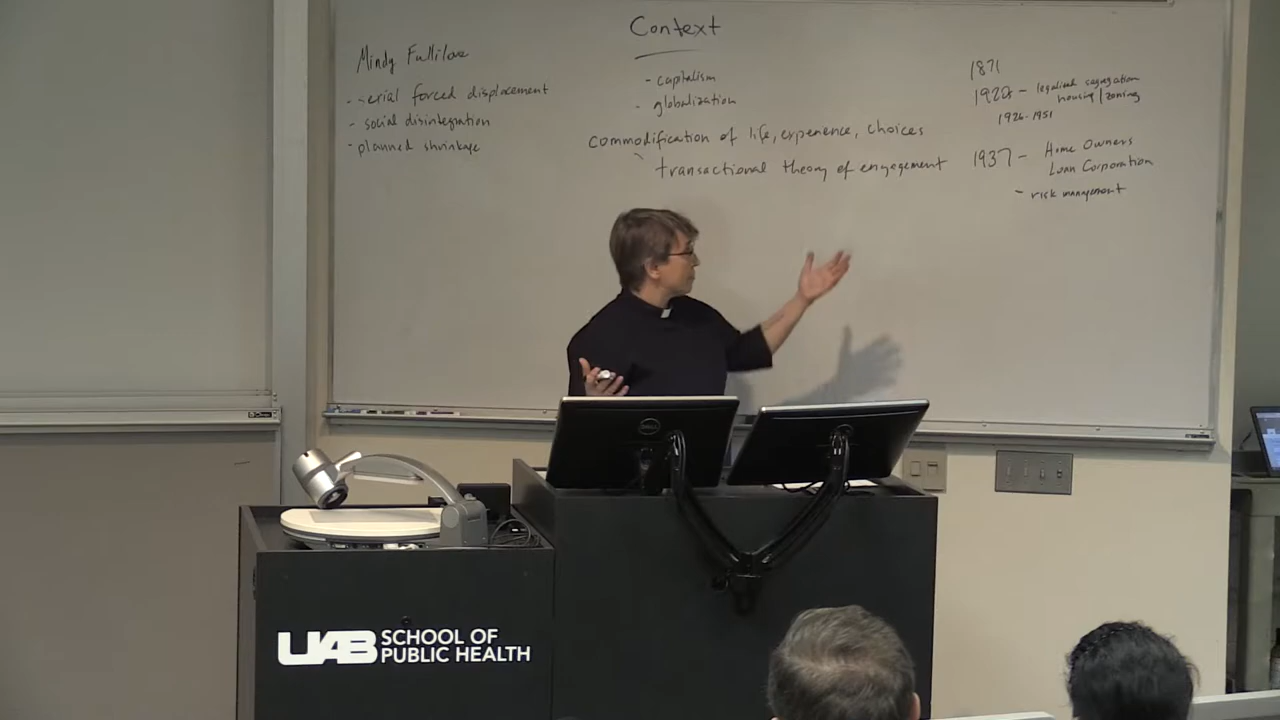 Mindy Fullilove
- serial forced displacement
- social disintegration
- planned shrinkage
Context
- capitalism
- globalization
commodification of life, experience, choices
transactional theory of engagement
1871
1920s - legalized segregation
housing/zoning
1926-1951
1937 - Home Owners
Loan Corporation
- risk management
DELL
UAB SCHOOL OF
PUBLIC HEALTH